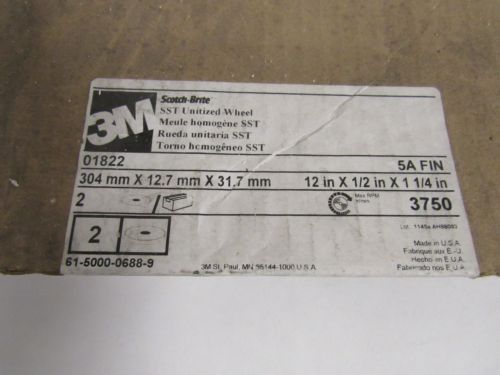 3M
Scotch-Brite™
SST Unitized Wheel
Meule homogène SST
Rueda unitaria SST
Torno homogêneo SST
01822 5A FIN
304 mm X 12.7 mm X 31.7 mm 12 in X 1/2 in X 1 1/4 in
2 / Max RPM 3750
2
Made in U.S.A.
Fabrique aux E.-U.
Hecho en E.U.A.
Fabricado nos E.U.A.
61-5000-0688-9 3M St. Paul, MN 55144-1000 U.S.A.